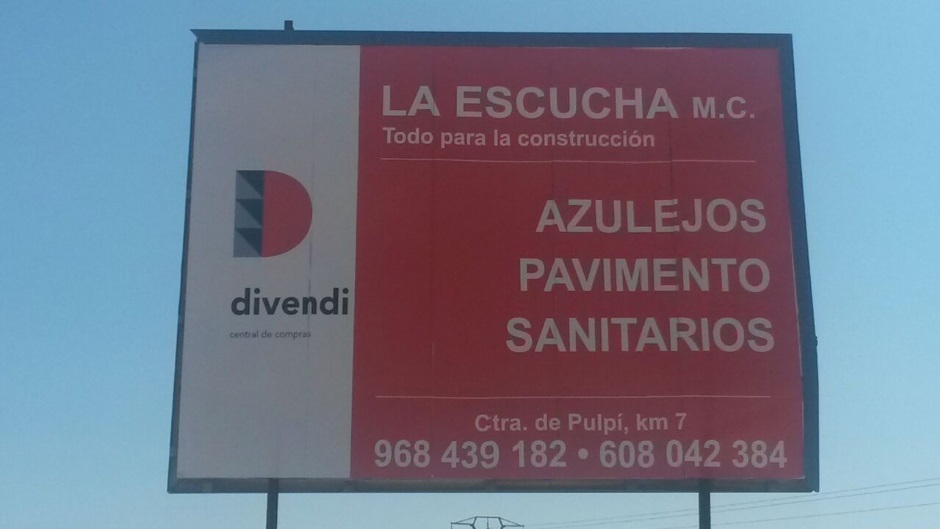 LA ESCUCHA M.C.
Todo para la construcción
AZULEJOS
PAVIMENTO
SANITARIOS
Ctra. de Pulpí, km 7
968 439 182 • 608 042 384
divendi
central de compras